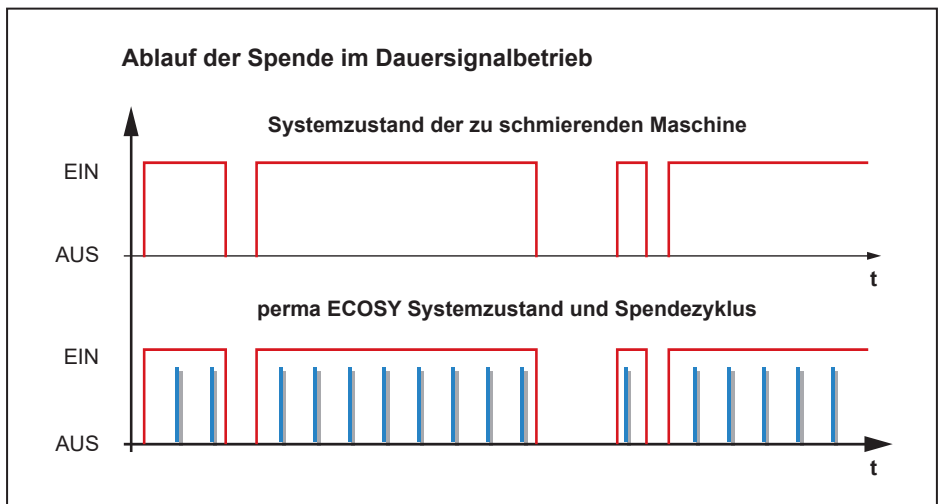 Ablauf der Spende im Dauersignalbetrieb
Systemzustand der zu schmierenden Maschine
EIN
AUS
t
perma ECOSY Systemzustand und Spendezyklus
EIN
AUS
t